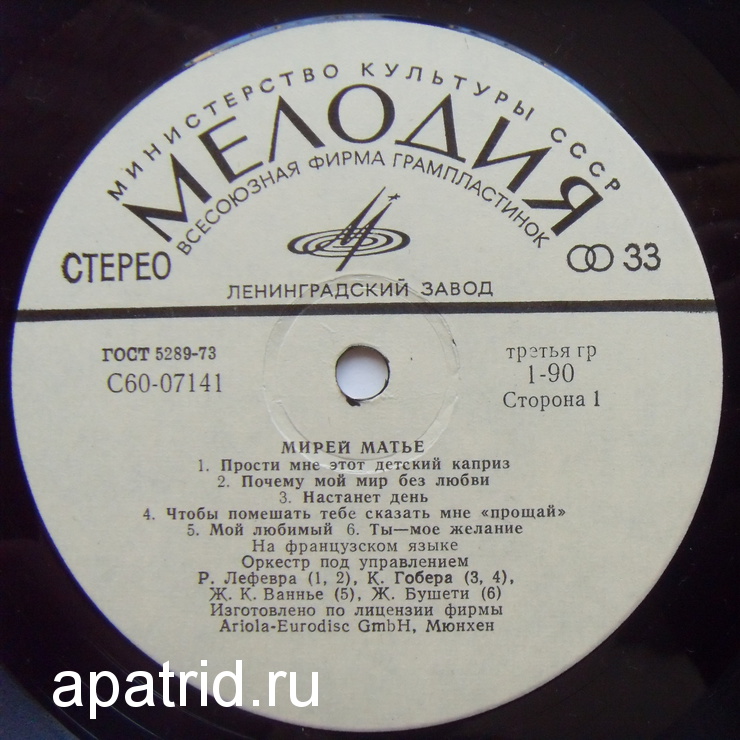 МИНИСТЕРСТВО КУЛЬТУРЫ СССР
МЕЛОДИЯ
ВСЕСОЮЗНАЯ ФИРМА ГРАМПЛАСТИНОК
СТЕРЕО
33
ЛЕНИНГРАДСКИЙ ЗАВОД
ГОСТ 5289-73
С60-07141
третья гр
1-90
Сторона 1
МИРЕЙ МАТЬЕ
1. Прости мне этот детский каприз
2. Почему мой мир без любви
3. Настанет день
4. Чтобы помешать тебе сказать мне «прощай»
5. Мой любимый 6. Ты—мое желание
На французском языке
Оркестр под управлением
Р. Лефевра (1, 2), К. Гобера (3, 4),
Ж. К. Ваннье (5), Ж. Бушети (6)
Изготовлено по лицензии фирмы
Ariola-Eurodisc GmbH, Мюнхен
apatrid.ru